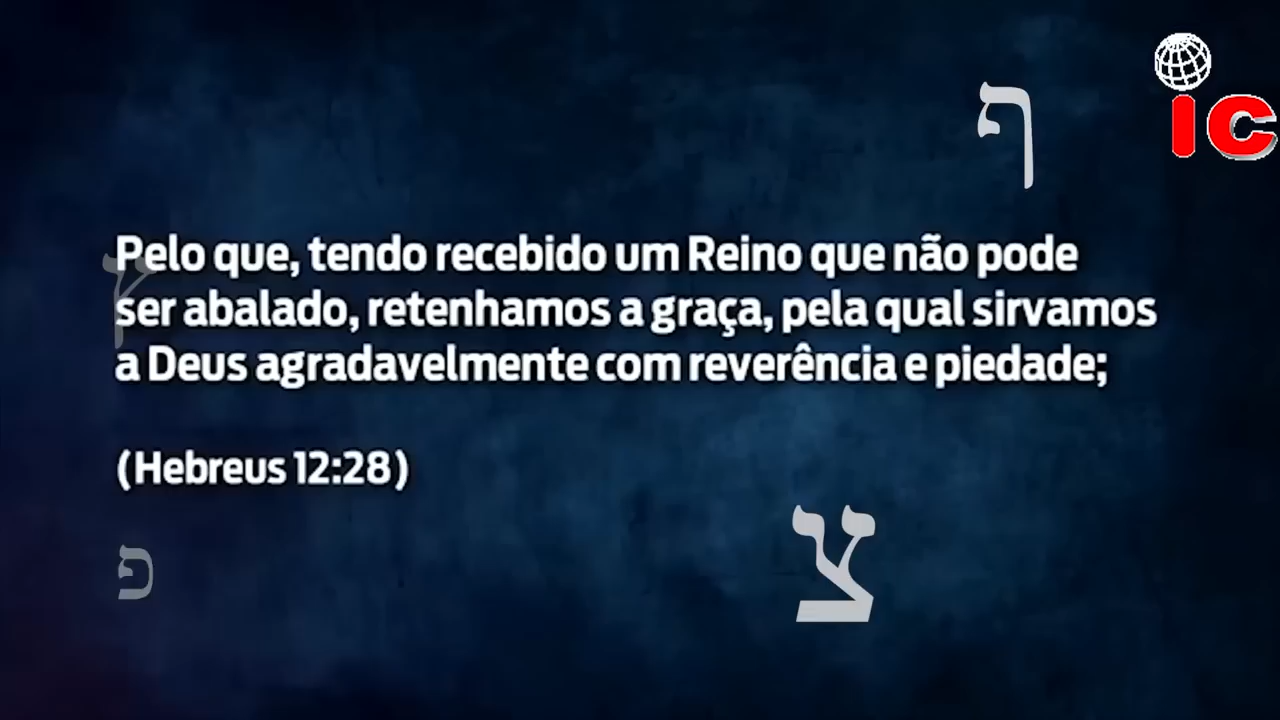 ף
IC
Pelo que, tendo recebido um Reino que não pode
ser abalado, retenhamos a graça, pela qual sirvamos
a Deus agradavelmente com reverência e piedade;
ץ
(Hebreus 12:28)
צ
פ